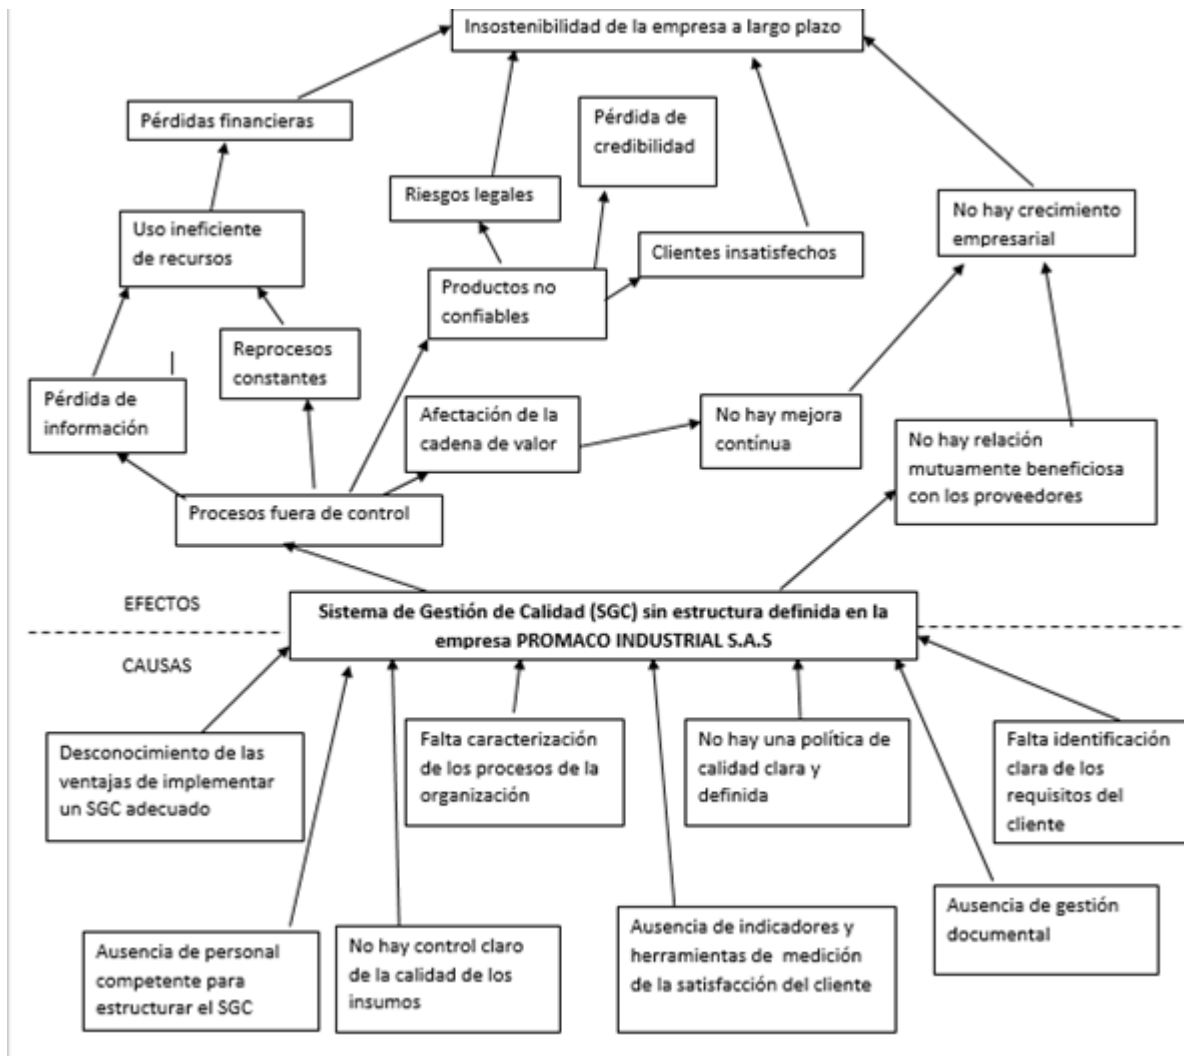 Insostenibilidad de la empresa a largo plazo
Pérdidas financieras
Pérdida de
credibilidad
Riesgos legales
No hay crecimiento
empresarial
Uso ineficiente
de recursos
Clientes insatisfechos
Productos no
confiables
Reprocesos
constantes
Pérdida de
información
Afectación de la
cadena de valor
No hay mejora
contínua
No hay relación
mutuamente beneficiosa
con los proveedores
Procesos fuera de control
EFECTOS
Sistema de Gestión de Calidad (SGC) sin estructura definida en la
empresa PROMACO INDUSTRIAL S.A.S
CAUSAS
Desconocimiento de las
ventajas de implementar
un SGC adecuado
Falta caracterización
de los procesos de la
organización
No hay una política de
calidad clara y
definida
Falta identificación
clara de los
requisitos del
cliente
Ausencia de personal
competente para
estructurar el SGC
No hay control claro
de la calidad de los
insumos
Ausencia de indicadores y
herramientas de medición
de la satisfacción del cliente
Ausencia de gestión
documental